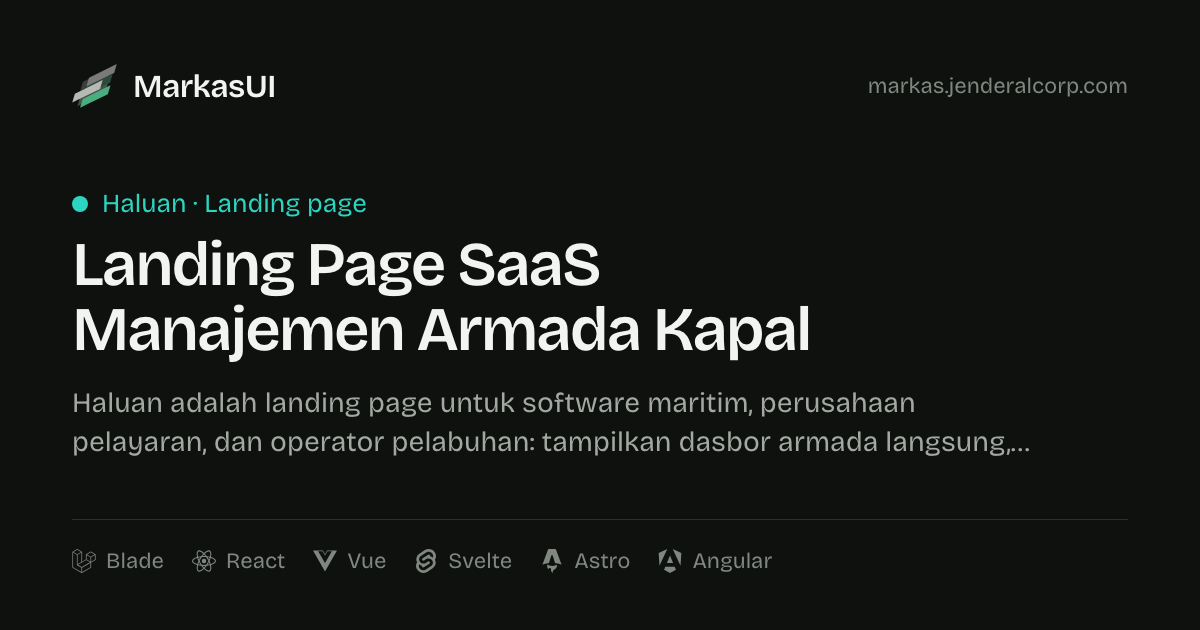 MarkasUI
markas.jenderalcorp.com
Haluan · Landing page
Landing Page SaaS
Manajemen Armada Kapal
Haluan adalah landing page untuk software maritim, perusahaan
pelayaran, dan operator pelabuhan: tampilkan dasbor armada langsung,...
Blade React Vue Svelte Astro Angular